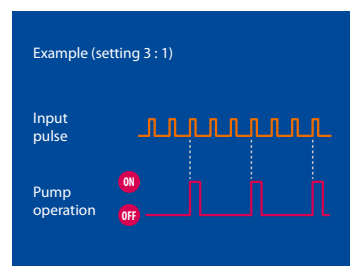 Example (setting 3 : 1)
Input
pulse
Pump
operation
ON
OFF